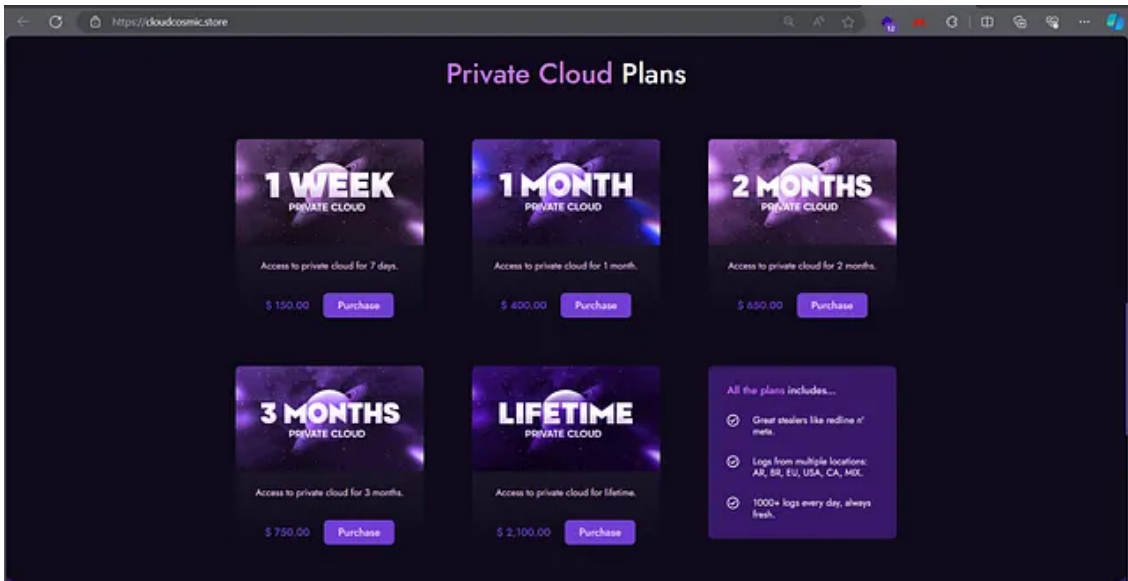 https://cloudcosmic.store
12
Private Cloud Plans
1 WEEK
PRIVATE CLOUD
Access to private cloud for 7 days.
$ 150.00 Purchase
1 MONTH
PRIVATE CLOUD
Access to private cloud for 1 month.
$ 400.00 Purchase
2 MONTHS
PRIVATE CLOUD
Access to private cloud for 2 months.
$ 650.00 Purchase
3 MONTHS
PRIVATE CLOUD
Access to private cloud for 3 months.
$ 750.00 Purchase
LIFETIME
PRIVATE CLOUD
Access to private cloud for lifetime.
$ 2,100.00 Purchase
All the plans includes...
Great stealers like redline n'
meta.
Logs from multiple locations:
AR, BR, EU, USA, CA, MIX.
1000+ logs every day, always
fresh.